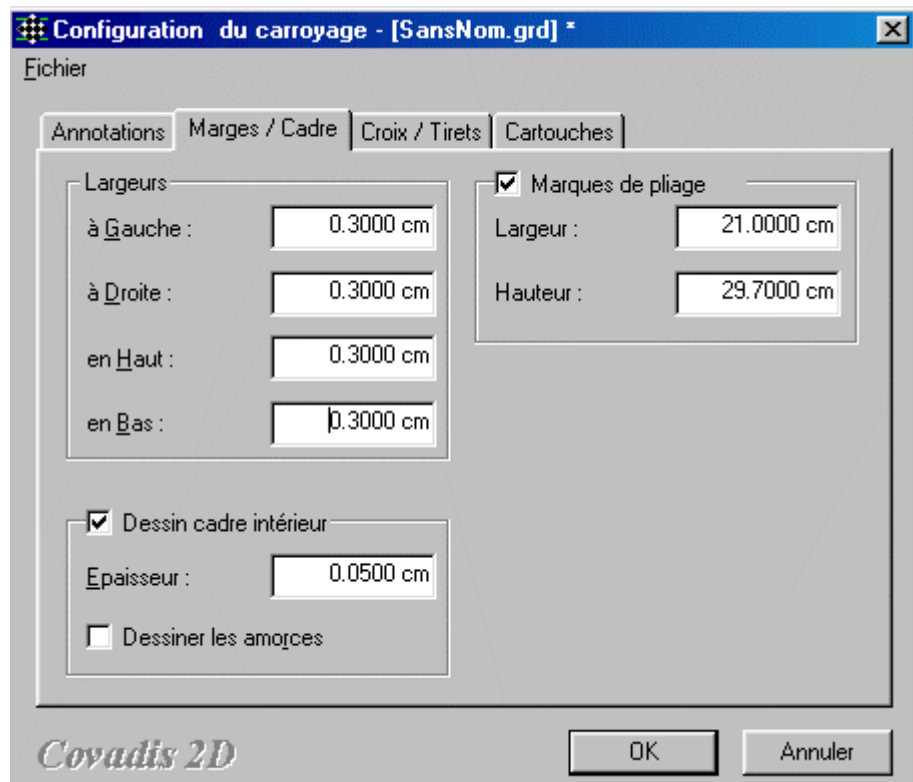 Configuration du carroyage - [SansNom.grd] *
Fichier
Annotations
Marges / Cadre
Croix / Tirets
Cartouches
Largeurs
à Gauche : 0.3000 cm
à Droite : 0.3000 cm
en Haut : 0.3000 cm
en Bas : 0.3000 cm
Marques de pliage
Largeur : 21.0000 cm
Hauteur : 29.7000 cm
Dessin cadre intérieur
Epaisseur : 0.0500 cm
Dessiner les amorces
Covadis 2D
OK
Annuler